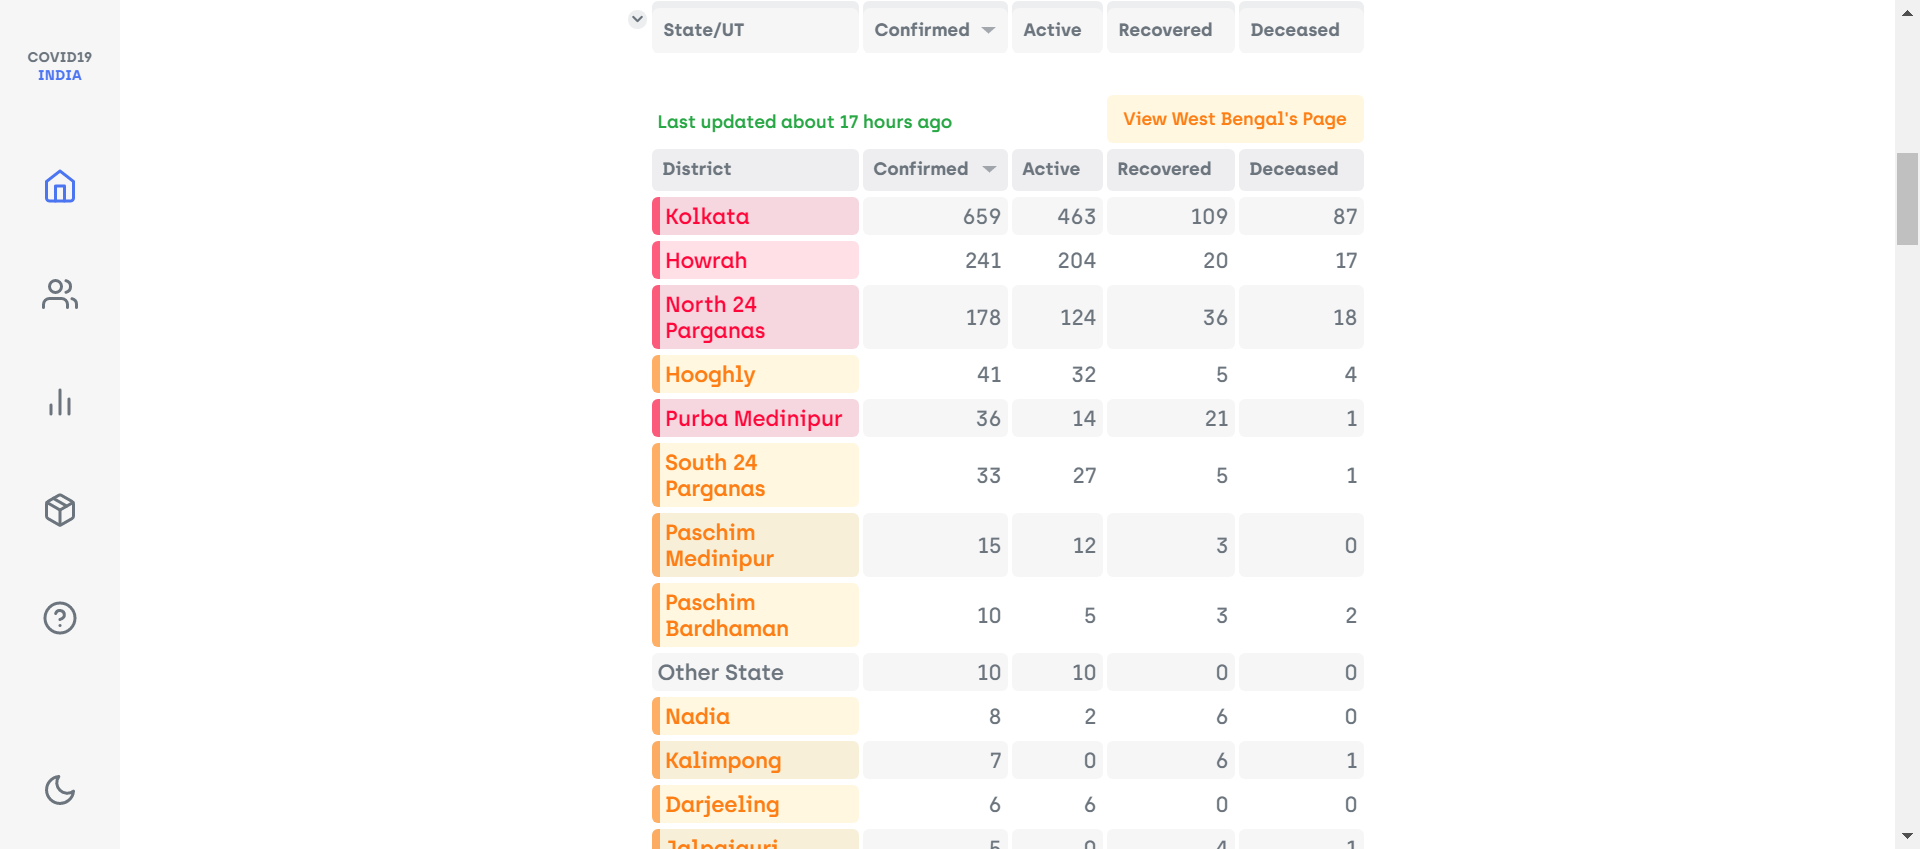 COVID19
INDIA
State/UT Confirmed Active Recovered Deceased
Last updated about 17 hours ago
View West Bengal's Page
District Confirmed Active Recovered Deceased
Kolkata 659 463 109 87
Howrah 241 204 20 17
North 24
Parganas 178 124 36 18
Hooghly 41 32 5 4
Purba Medinipur 36 14 21 1
South 24
Parganas 33 27 5 1
Paschim
Medinipur 15 12 3 0
Paschim
Bardhaman 10 5 3 2
Other State 10 10 0 0
Nadia 8 2 6 0
Kalimpong 7 0 6 1
Darjeeling 6 6 0 0
Jalpaiguri 5 0 4 1